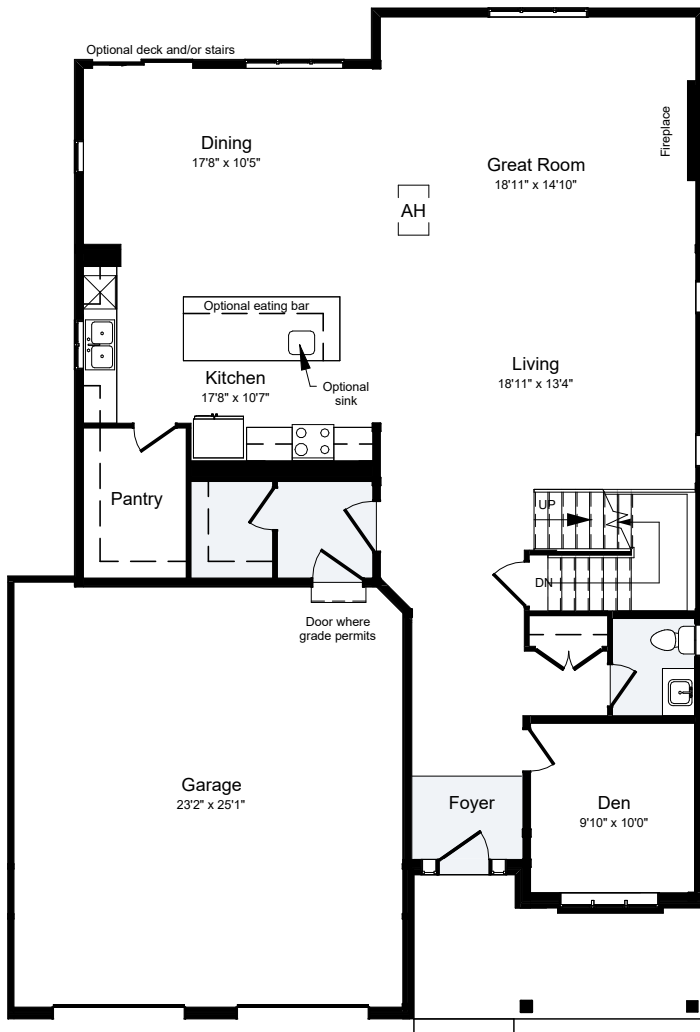 Optional deck and/or stairs
Dining
17'8" x 10'5"
Great Room
18'11" x 14'10"
Fireplace
AH
Optional eating bar
Kitchen
17'8" x 10'7"
Optional
sink
Living
18'11" x 13'4"
Pantry
UP
DN
Door where
grade permits
Garage
23'2" x 25'1"
Foyer
Den
9'10" x 10'0"